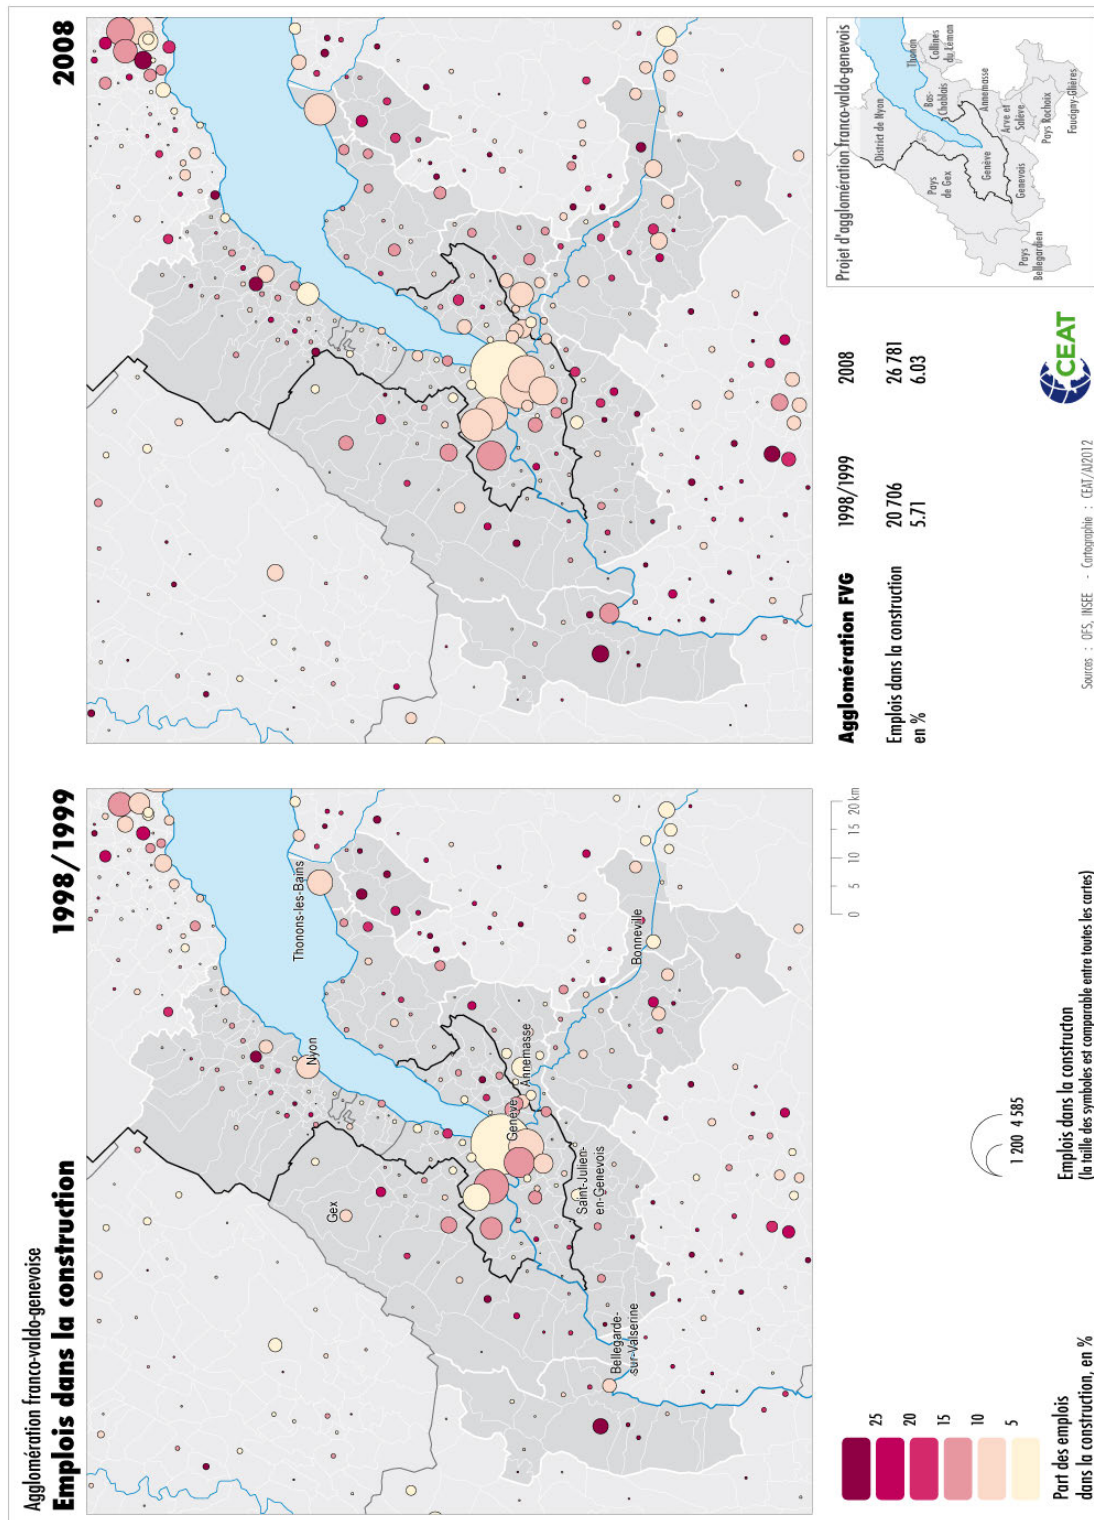 Agglomération franco-valdo-genevoise
Emplois dans la construction
1998/1999
2008
Gex
Nyon
Thonons-les-Bains
Genève
Annemasse
Saint-Julien-
en-Genevois
Bonneville
Bellegarde-
sur-Valserine
0 5 10 15 20 km
25
20
15
10
5
Part des emplois
dans la construction, en %
1 200 4 585
Emplois dans la constructon
(la taille des symboles est comparable entre toutes les cartes)
Agglomération FVG 1998/1999 2008
Emplois dans la construction 20 706 26 781
en % 5.71 6.03
Sources : OFS, INSEE - Cartographie : CEAT/AU2012
CEAT
Projet d'agglomération franco-valdo-genevois
District de Nyon
Thonon
Collines
du Léman
Bas-
Chablais
Pays
de Gex
Genève
Annemasse
Arve et
Salève
Genevois
Pays Rochoix
Faucigny-Glières
Pays
Bellegardien